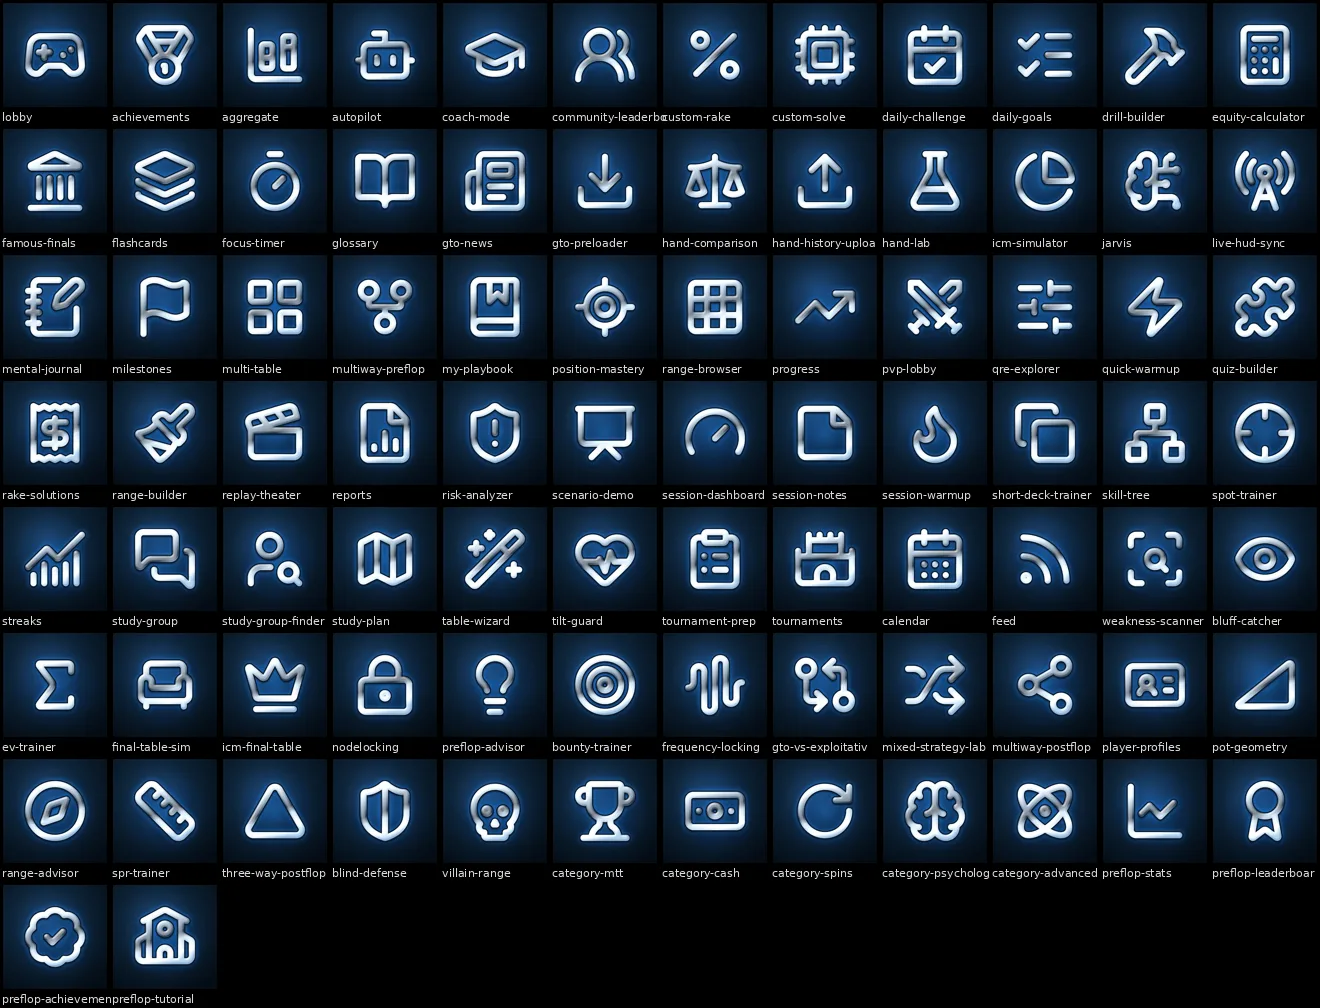 lobby achievements aggregate autopilot coach-mode community-leaderbo custom-rake custom-solve daily-challenge daily-goals drill-builder equity-calculator
famous-finals flashcards focus-timer glossary gto-news gto-preloader hand-comparison hand-history-uploa hand-lab icm-simulator jarvis live-hud-sync
mental-journal milestones multi-table multiway-preflop my-playbook position-mastery range-browser progress pvp-lobby qre-explorer quick-warmup quiz-builder
rake-solutions range-builder replay-theater reports risk-analyzer scenario-demo session-dashboard session-notes session-warmup short-deck-trainer skill-tree spot-trainer
streaks study-group study-group-finder study-plan table-wizard tilt-guard tournament-prep tournaments calendar feed weakness-scanner bluff-catcher
ev-trainer final-table-sim icm-final-table nodelocking preflop-advisor bounty-trainer frequency-locking gto-vs-exploitativ mixed-strategy-lab multiway-postflop player-profiles pot-geometry
range-advisor spr-trainer three-way-postflop blind-defense villain-range category-mtt category-cash category-spins category-psycholog category-advanced preflop-stats preflop-leaderboar
preflop-achievemen preflop-tutorial